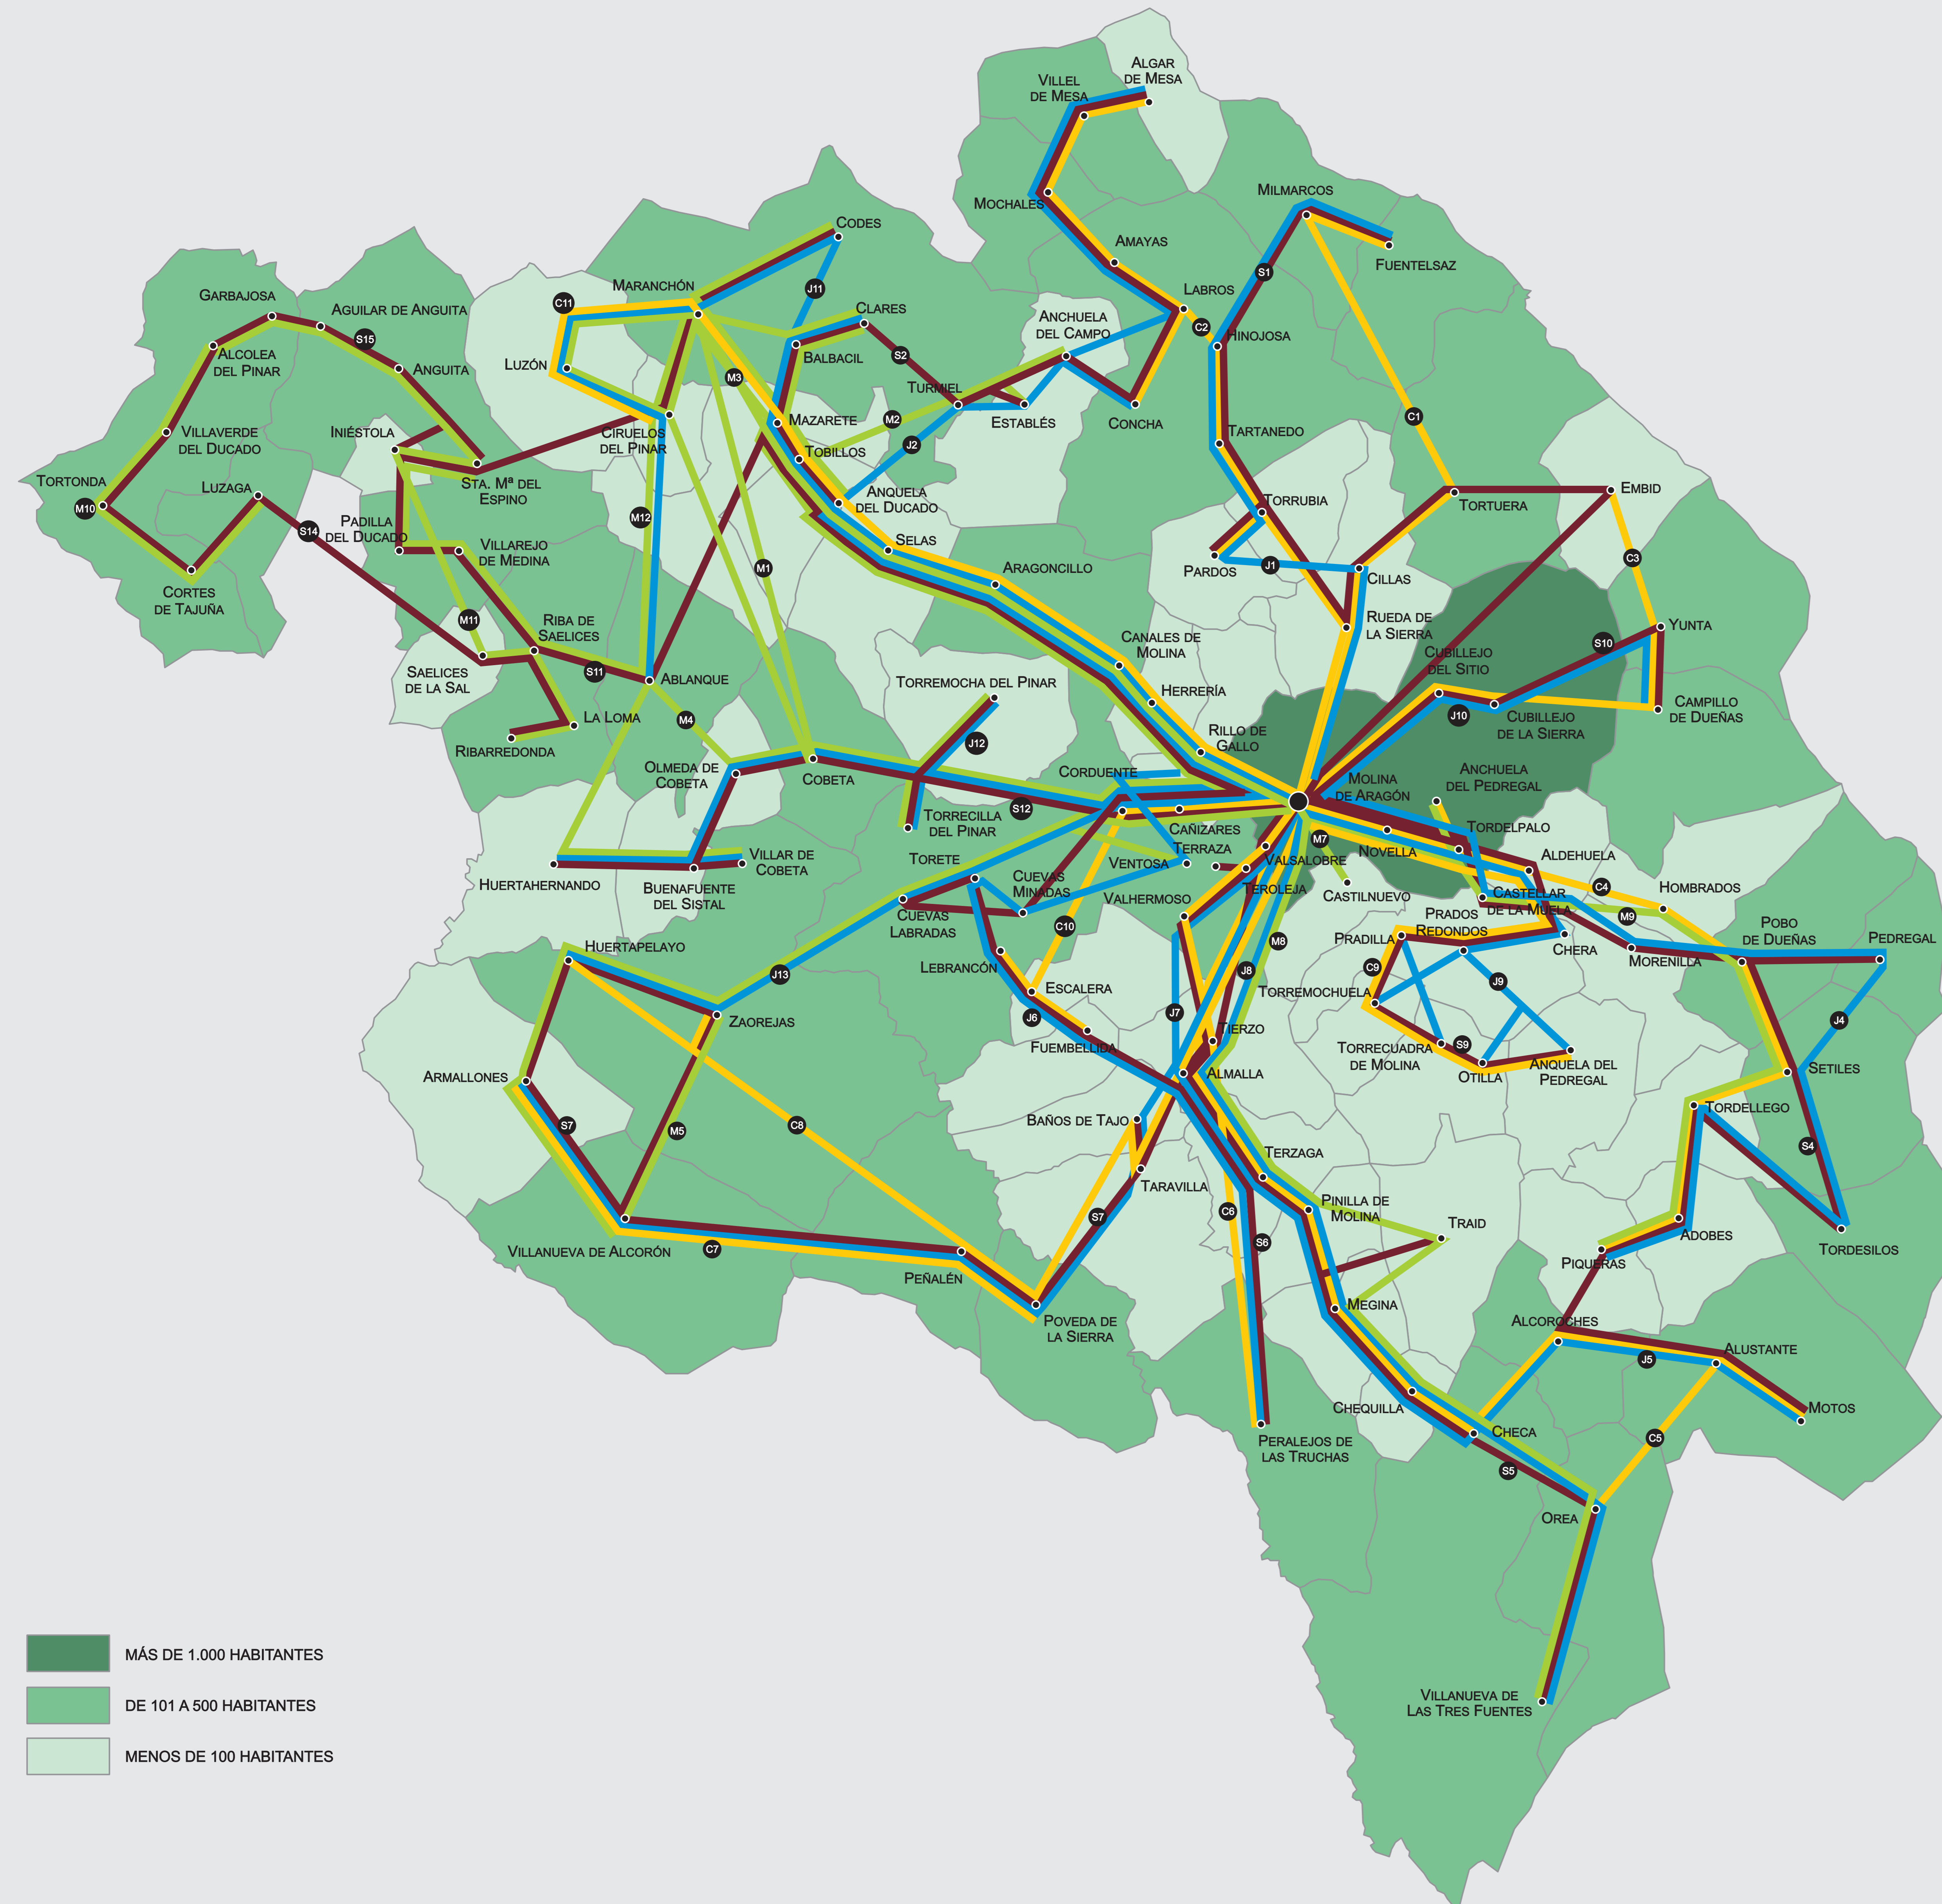 ALGAR
DE MESA
VILLEL
DE MESA
MILMARCOS
MOCHALES
CODES
AMAYAS
FUENTELSAZ
S1
MARANCHÓN
J11
LABROS
GARBAJOSA
AGUILAR DE ANGUITA
C11
CLARES
ANCHUELA
DEL CAMPO
C2
HINOJOSA
S15
ALCOLEA
DEL PINAR
ANGUITA
LUZÓN
BALBACIL
S2
M3
TURMIEL
C1
MAZARETE
M2
ESTABLÉS
CONCHA
VILLAVERDE
DEL DUCADO
INIÉSTOLA
CIRUELOS
DEL PINAR
TOBILLOS
J2
TARTANEDO
TORTONDA
M10
LUZAGA
STA. Mª DEL
ESPINO
ANQUELA
DEL DUCADO
TORRUBIA
TORTUERA
EMBID
S14
PADILLA
DEL DUCADO
M12
SELAS
VILLAREJO
DE MEDINA
M1
ARAGONCILLO
PARDOS
J1
CILLAS
C3
CORTES
DE TAJUÑA
M11
RIBA DE
SAELICES
CANALES DE
MOLINA
RUEDA DE
LA SIERRA
YUNTA
S10
CUBILLEJO
DEL SITIO
SAELICES
DE LA SAL
S11
ABLANQUE
TORREMOCHA DEL PINAR
HERRERÍA
LA LOMA
M4
RIBARREDONDA
J12
RILLO DE
GALLO
J10
CUBILLEJO
DE LA SIERRA
CAMPILLO
DE DUEÑAS
OLMEDA DE
COBETA
COBETA
CORDUENTE
MOLINA
DE ARAGÓN
ANCHUELA
DEL PEDREGAL
S12
TORRECILLA
DEL PINAR
CAÑIZARES
TERRAZA
M7
TORDELPALO
VILLAR DE
COBETA
TORETE
VENTOSA
VALSALOBRE
NOVELLA
ALDEHUELA
HUERTAHERNANDO
BUENAFUENTE
DEL SISTAL
CUEVAS
MINADAS
VALHERMOSO
TEROLEJA
CASTILNUEVO
CASTELLAR
DE LA MUELA
C4
HOMBRADOS
CUEVAS
LABRADAS
C10
PRADOS
REDONDOS
M9
POBO
DE DUEÑAS
HUERTAPELAYO
M8
PRADILLA
CHERA
PEDREGAL
LEBRANCÓN
MORENILLA
J13
J8
C9
J9
ESCALERA
TORREMOCHUELA
ZAOREJAS
J6
J7
J4
FUEMBELLIDA
TIERZO
TORRECUADRA
DE MOLINA
S9
OTILLA
ANQUELA DEL
PEDREGAL
ARMALLONES
ALMALLA
SETILES
S7
M5
C8
BAÑOS DE TAJO
TORDELLEGO
TERZAGA
S4
TARAVILLA
PINILLA DE
MOLINA
S7
C6
TRAID
S6
ADOBES
VILLANUEVA DE ALCORÓN
C7
TORDESILOS
PIQUERAS
PEÑALÉN
MEGINA
POVEDA DE
LA SIERRA
ALCOROCHES
J5
ALUSTANTE
CHEQUILLA
MOTOS
CHECA
PERALEJOS DE
LAS TRUCHAS
C5
S5
OREA
VILLANUEVA DE
LAS TRES FUENTES
MÁS DE 1.000 HABITANTES
DE 101 A 500 HABITANTES
MENOS DE 100 HABITANTES